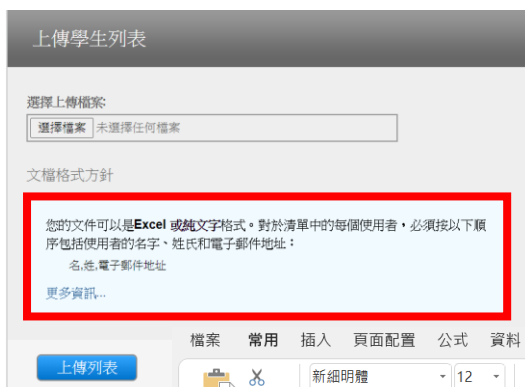 上傳學生列表
選擇上傳檔案:
選擇檔案 未選擇任何檔案
文檔格式方針
您的文件可以是Excel 或純文字格式。對於清單中的每個使用者,必須按以下順
序包括使用者的名字、姓氏和電子郵件地址:
名,姓,電子郵件地址
更多資訊...
上傳列表
檔案 常用 插入 頁面配置 公式 資料
新細明體 12